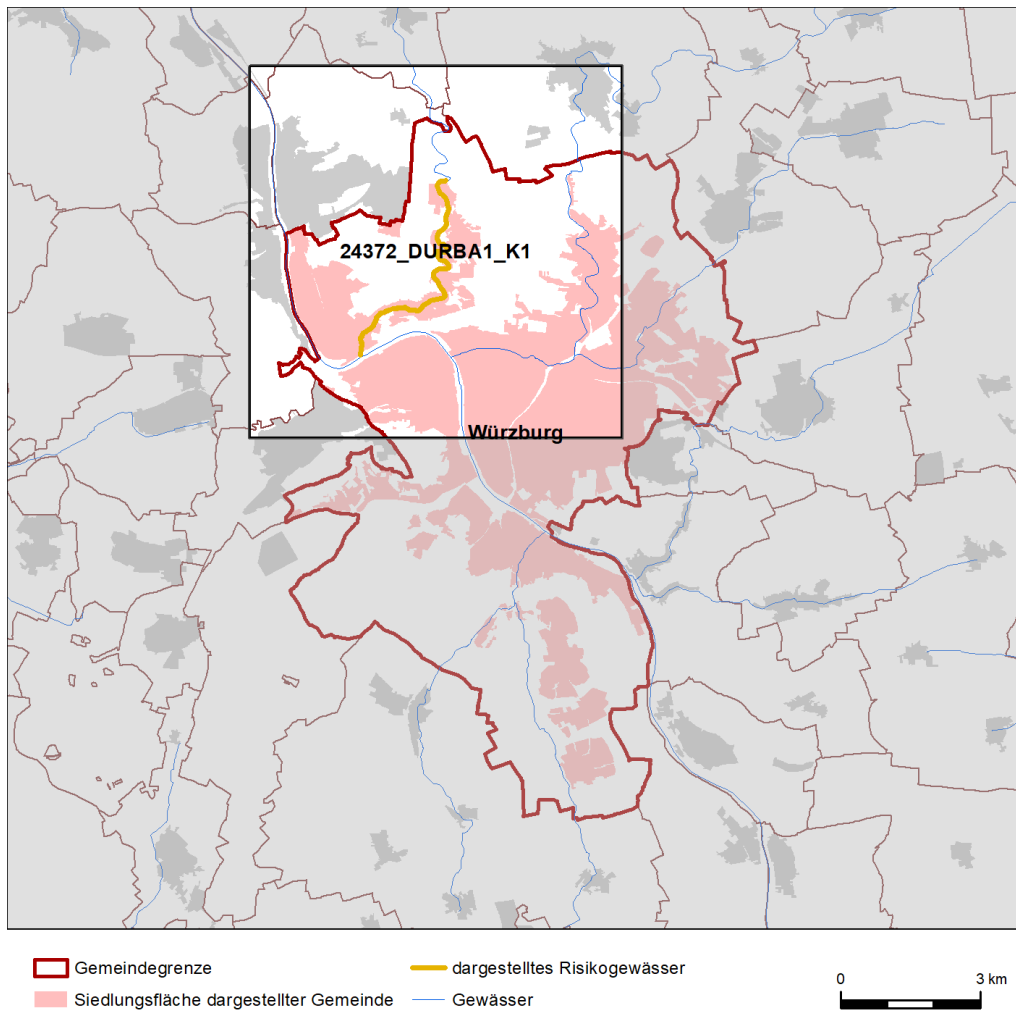 24372_DURBA1_K1
Würzburg
Gemeindegrenze
dargestelltes Risikogewässer
Siedlungsfläche dargestellter Gemeinde
Gewässer
0 3 km